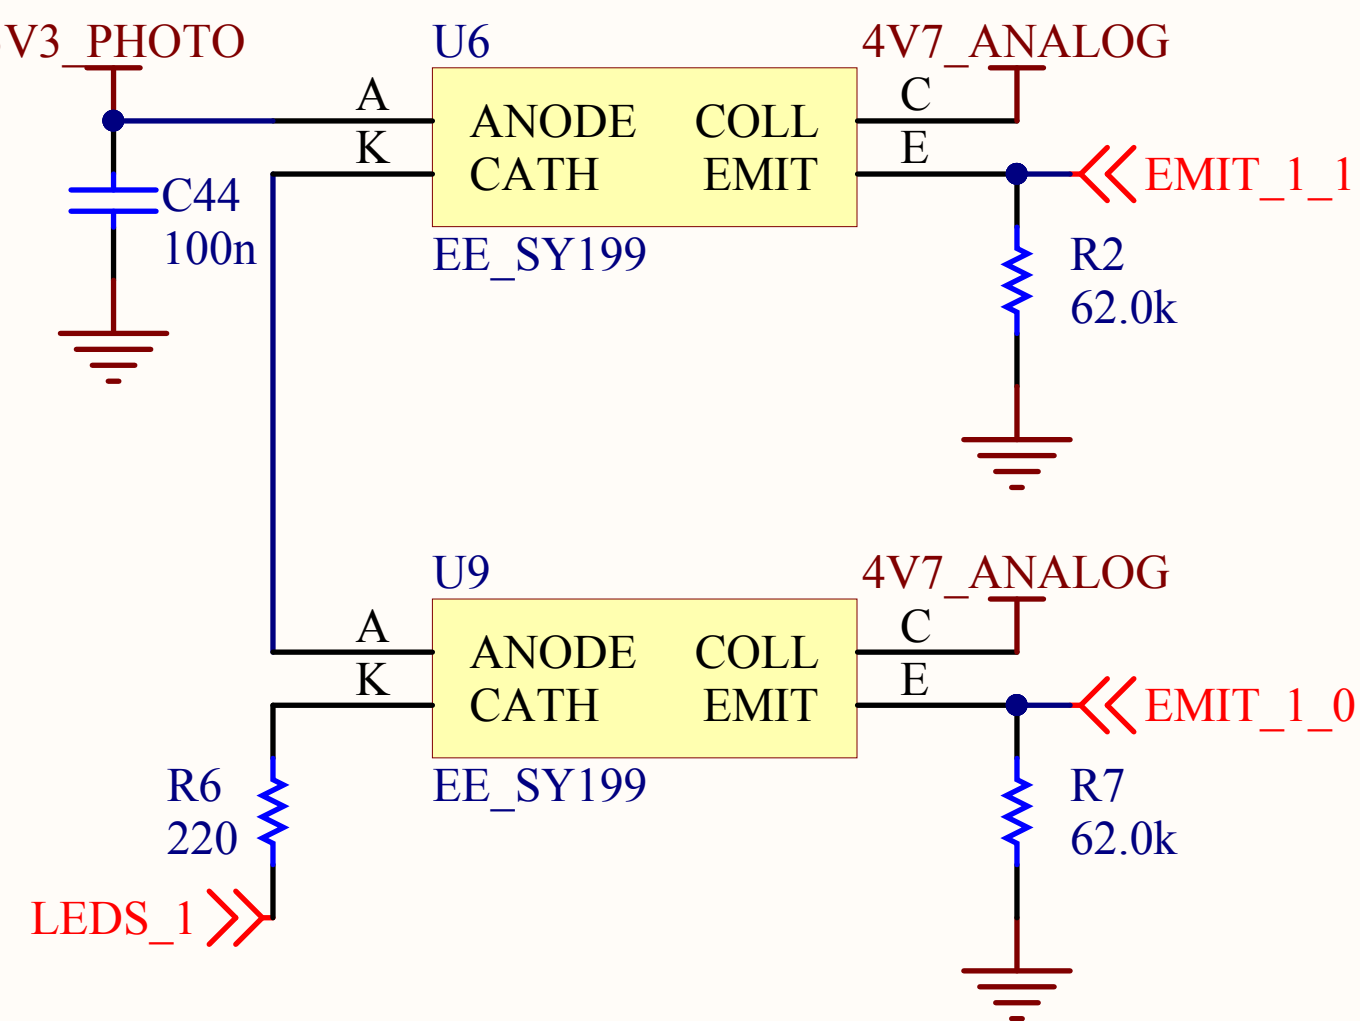 V3_PHOTO
U6
4V7_ANALOG
A
ANODE
COLL
C
K
CATH
EMIT
E
EMIT_1_1
C44
100n
EE_SY199
R2
62.0k
U9
4V7_ANALOG
A
ANODE
COLL
C
K
CATH
EMIT
E
EMIT_1_0
R6
220
EE_SY199
R7
62.0k
LEDS_1